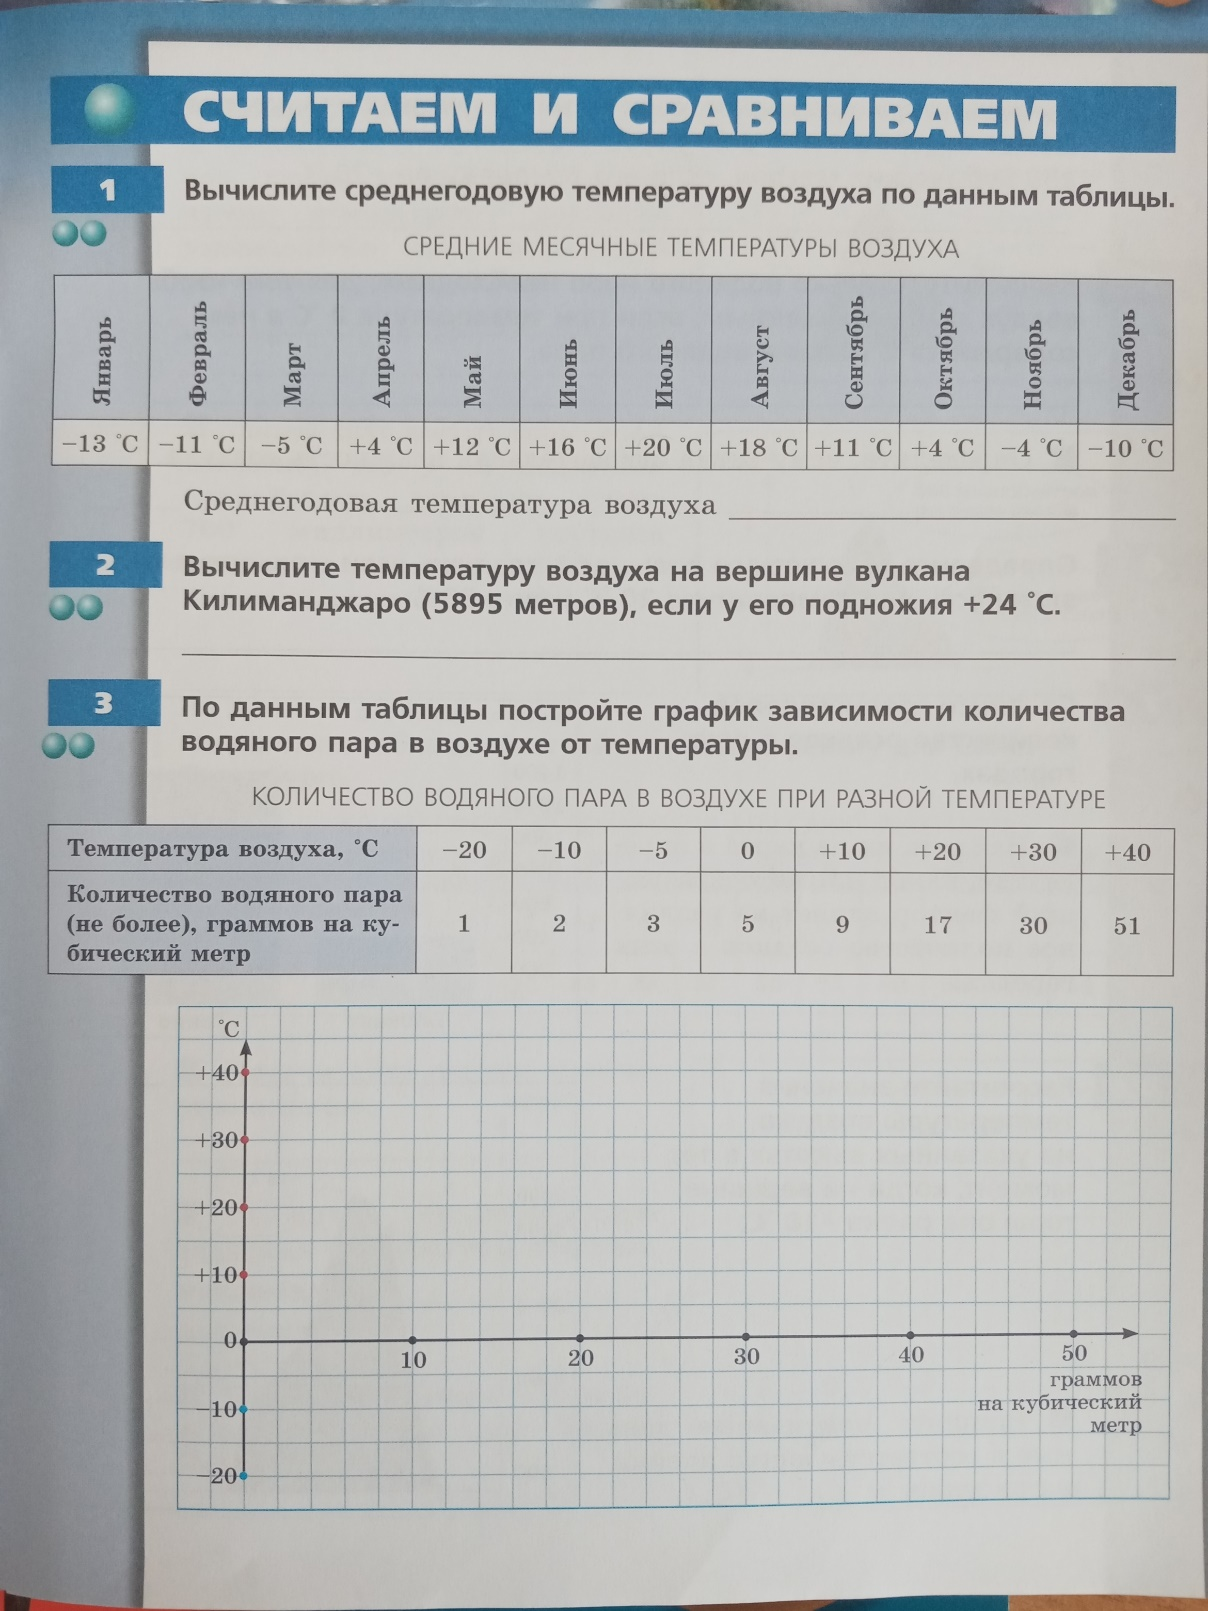 СЧИТАЕМ И СРАВНИВАЕМ
1
Вычислите среднегодовую температуру воздуха по данным таблицы.
СРЕДНИЕ МЕСЯЧНЫЕ ТЕМПЕРАТУРЫ ВОЗДУХА
Январь Февраль Март Апрель Май Июнь Июль Август Сентябрь Октябрь Ноябрь Декабрь
−13 °С −11 °С −5 °С +4 °С +12 °С +16 °С +20 °С +18 °С +11 °С +4 °С −4 °С −10 °С
Среднегодовая температура воздуха
2
Вычислите температуру воздуха на вершине вулкана
Килиманджаро (5895 метров), если у его подножия +24 °С.
3
По данным таблицы постройте график зависимости количества
водяного пара в воздухе от температуры.
КОЛИЧЕСТВО ВОДЯНОГО ПАРА В ВОЗДУХЕ ПРИ РАЗНОЙ ТЕМПЕРАТУРЕ
Температура воздуха, °С −20 −10 −5 0 +10 +20 +30 +40
Количество водяного пара
(не более), граммов на ку-
бический метр
1 2 3 5 9 17 30 51
°С
+40
+30
+20
+10
0
10 20 30 40 50
граммов
на кубический
метр
−10
−20